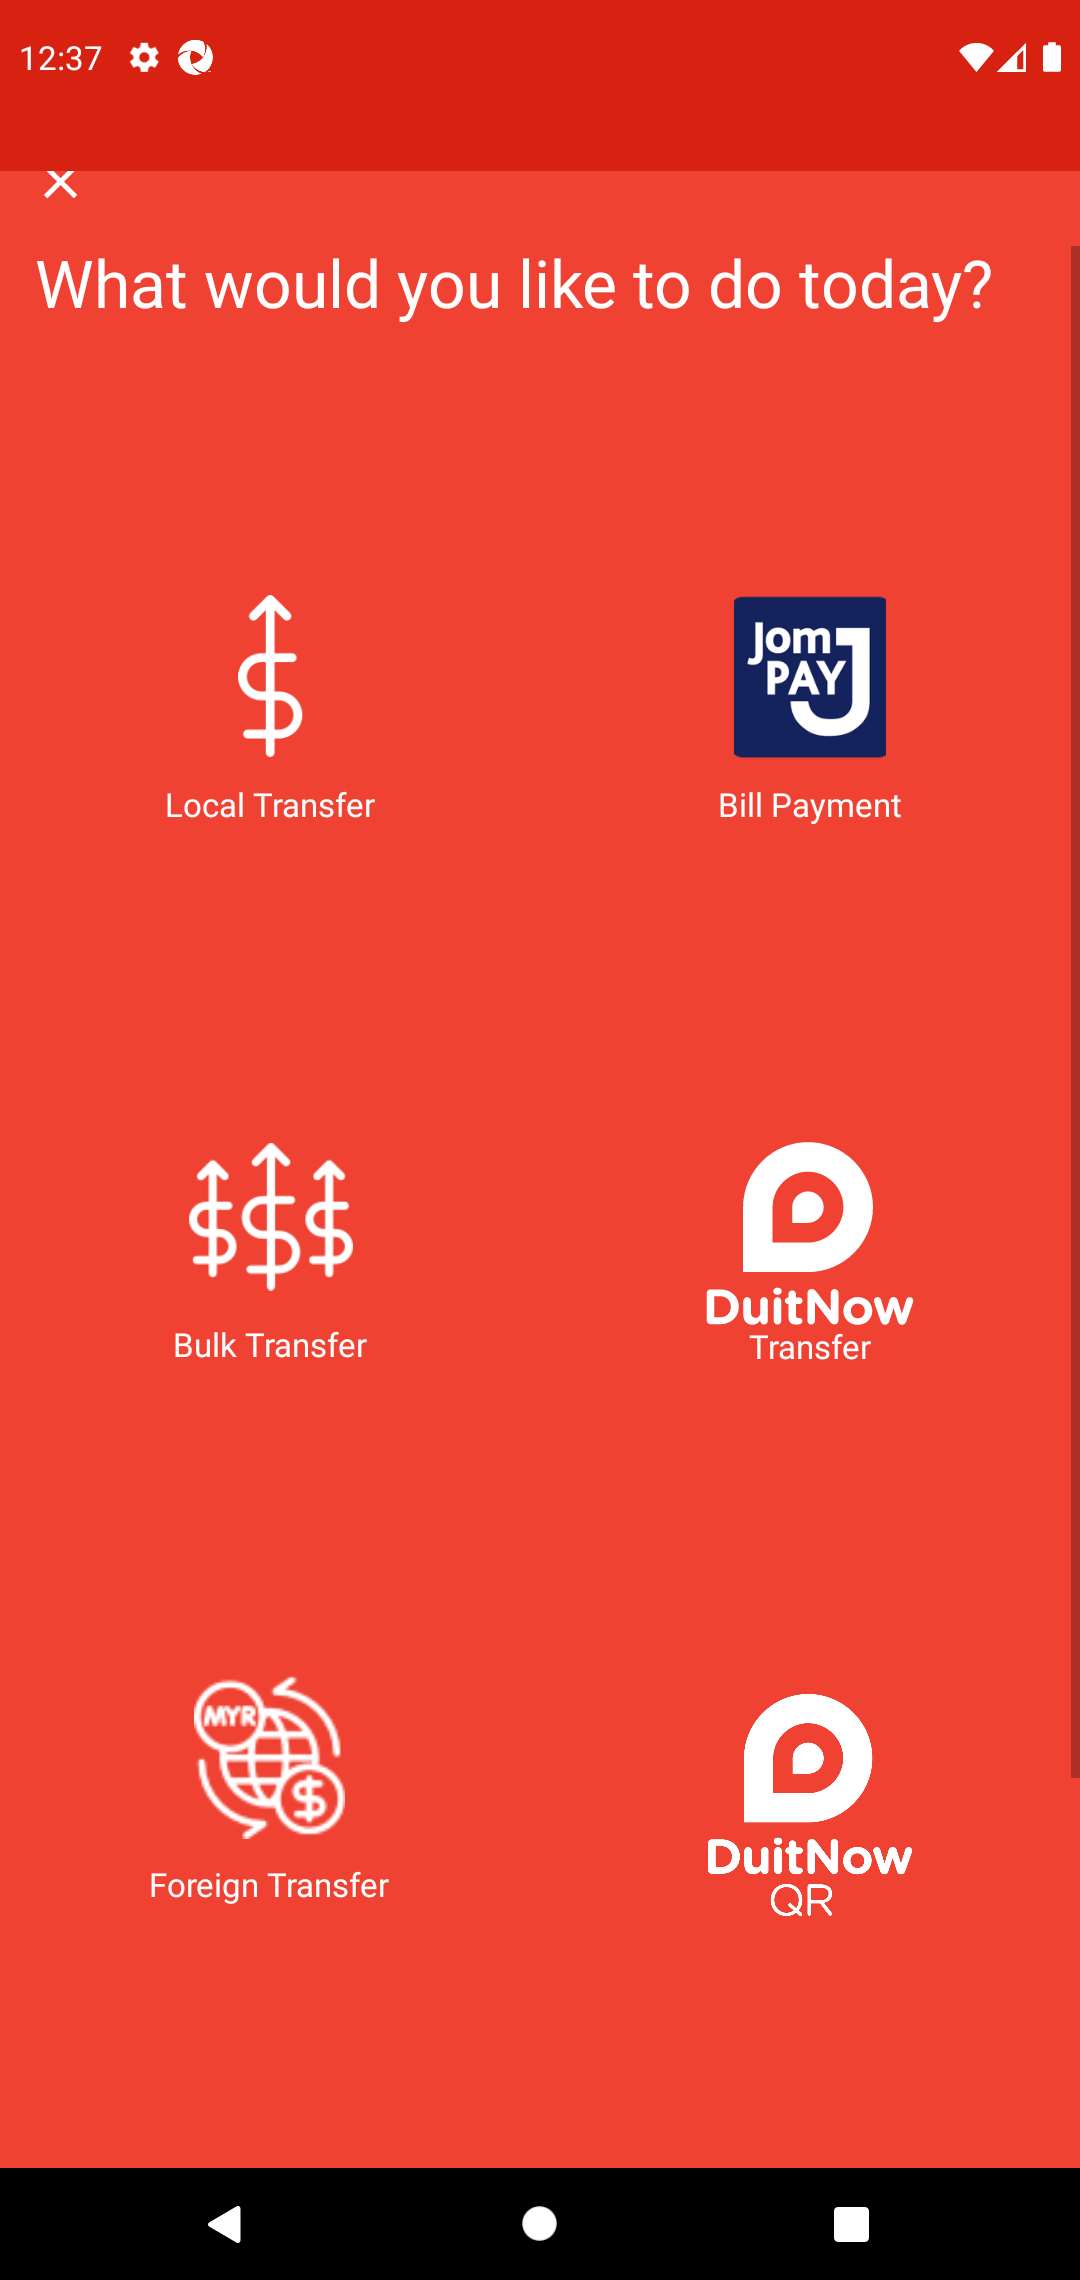 12:37
What would you like to do today?
Jom
PAY
Local Transfer
Bill Payment
DuitNow
Bulk Transfer
Transfer
MYR
Foreign Transfer
DuitNow
QR